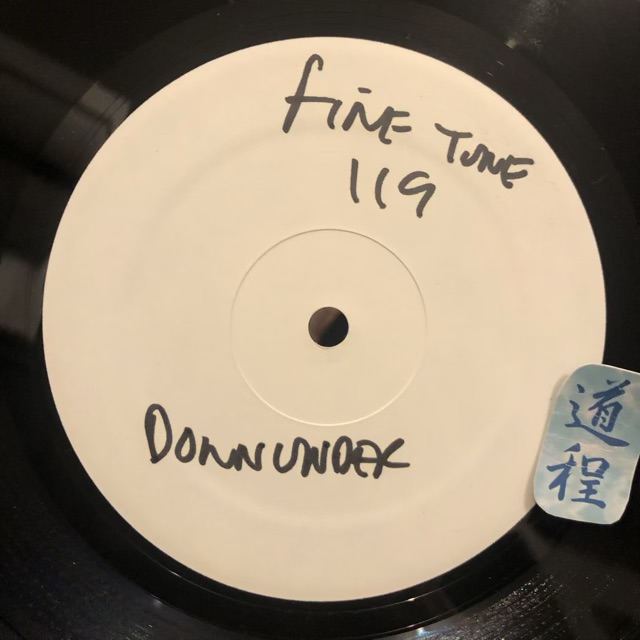 fine Tune
119
DOWNUNDER
道
程